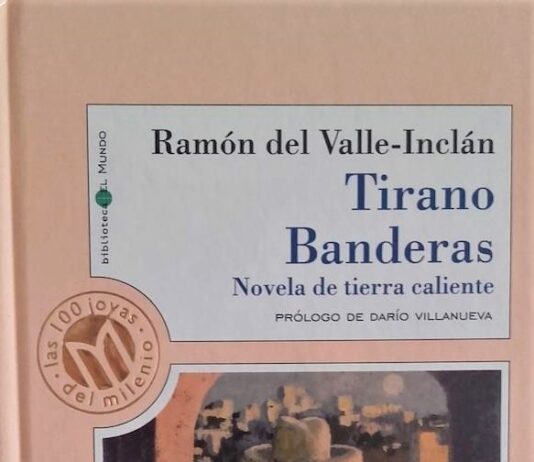 Ramón del Valle-Inclán
Tirano
Banderas
Novela de tierra caliente
PRÓLOGO DE DARÍO VILLANUEVA
biblioteca EL MUNDO
· las 100 joyas ·
del milenio